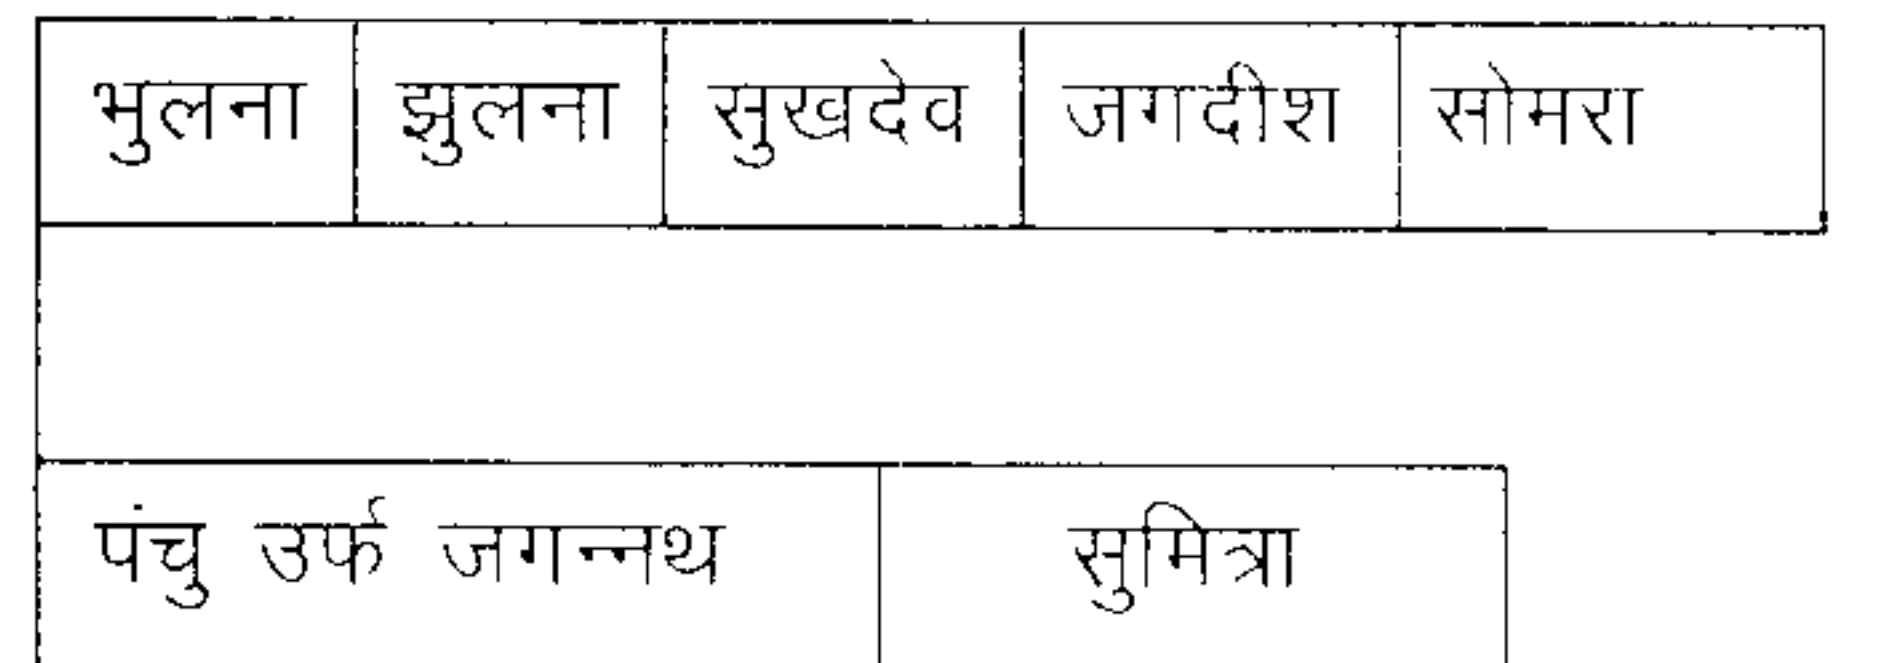 भुलना झुलना सुखदेव जगदीश सोमरा
पंचु उर्फ जगन्नथ सुमित्रा